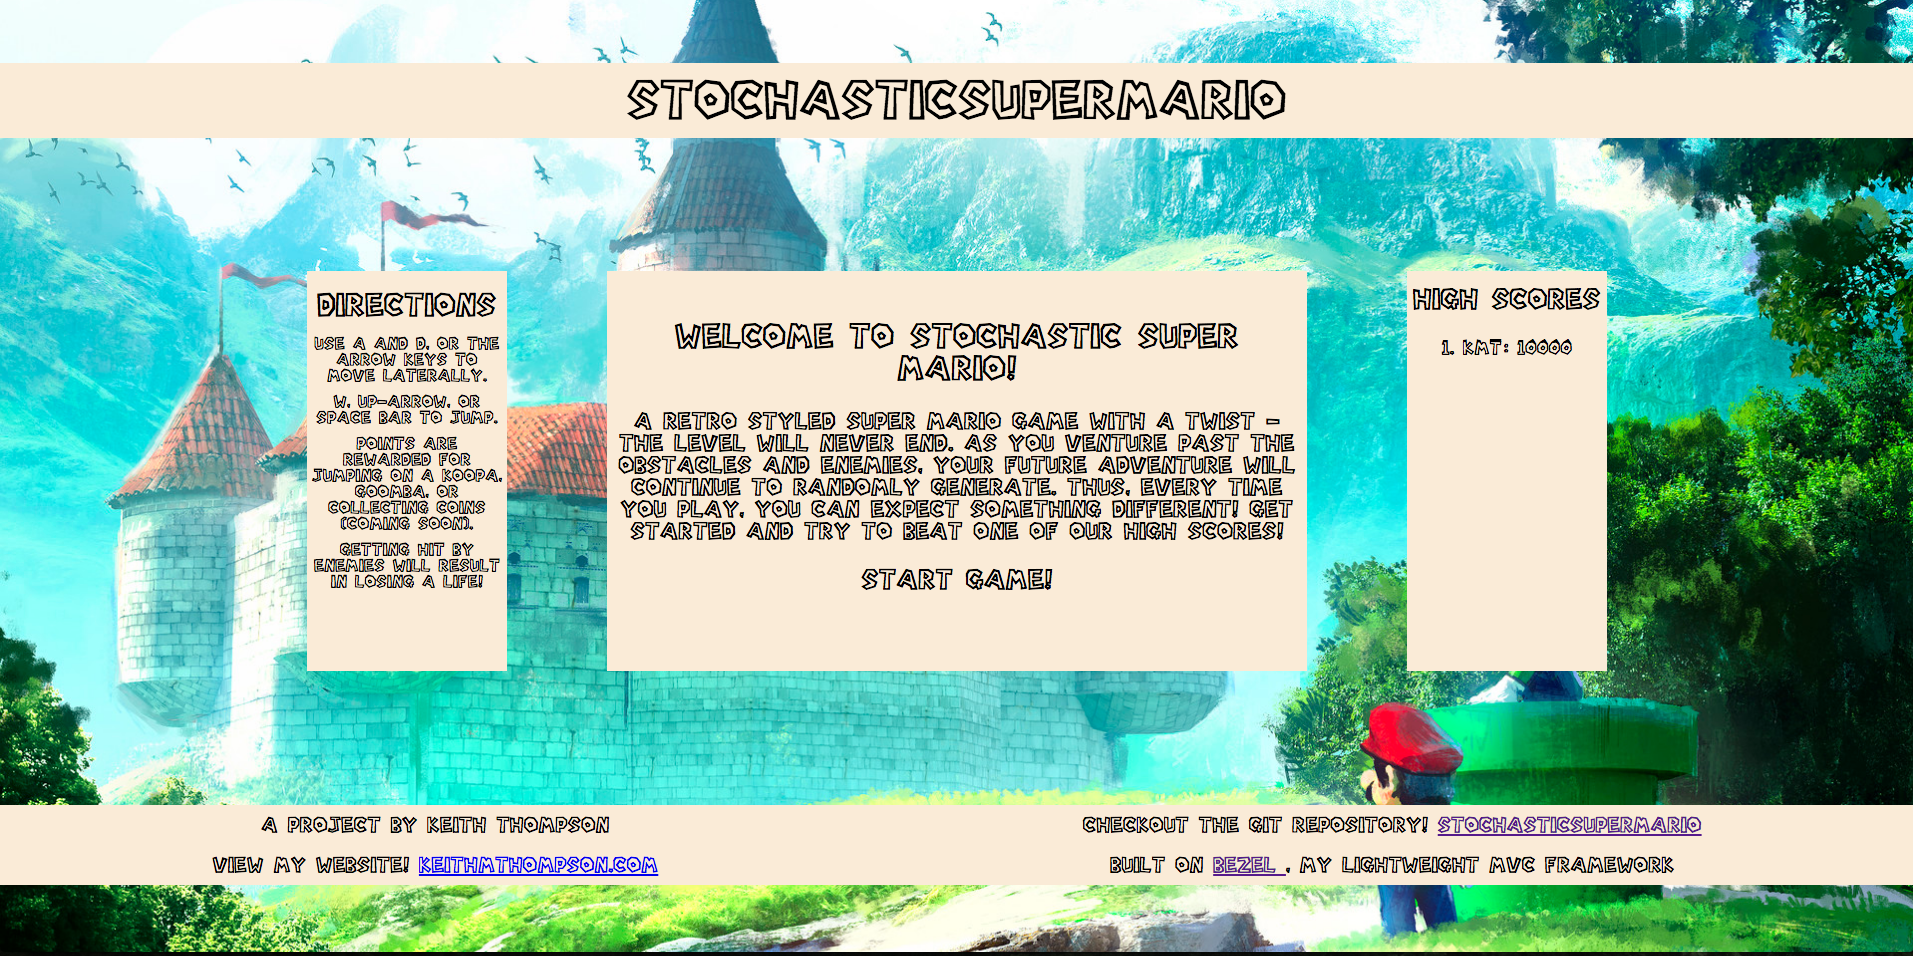 STOCHASTICSUPERMARIO
DIRECTIONS
USE A AND D, OR THE
ARROW KEYS TO
MOVE LATERALLY.
W, UP-ARROW, OR
SPACE BAR TO JUMP.
POINTS ARE
REWARDED FOR
JUMPING ON A KOOPA,
GOOMBA, OR
COLLECTING COINS
(COMING SOON).
GETTING HIT BY
ENEMIES WILL RESULT
IN LOSING A LIFE!
WELCOME TO STOCHASTIC SUPER
MARIO!
A RETRO STYLED SUPER MARIO GAME WITH A TWIST -
THE LEVEL WILL NEVER END. AS YOU VENTURE PAST THE
OBSTACLES AND ENEMIES, YOUR FUTURE ADVENTURE WILL
CONTINUE TO RANDOMLY GENERATE. THUS, EVERY TIME
YOU PLAY, YOU CAN EXPECT SOMETHING DIFFERENT! GET
STARTED AND TRY TO BEAT ONE OF OUR HIGH SCORES!
START GAME!
HIGH SCORES
1. KMT: 10000
A PROJECT BY KEITH THOMPSON
VIEW MY WEBSITE! KEITHMTHOMPSON.COM
CHECKOUT THE GIT REPOSITORY! STOCHASTICSUPERMARIO
BUILT ON BEZEL , MY LIGHTWEIGHT MVC FRAMEWORK